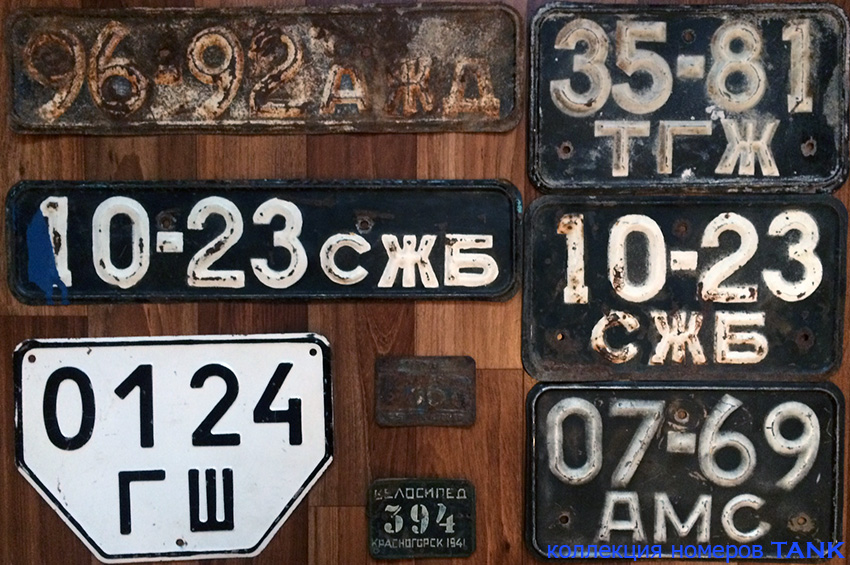 96-92 АЖД
35-81
ТГЖ
10-23 СЖБ
10-23
СЖБ
0124
ГШ
ВЕЛОСИПЕД
394
КРАСНОГОРСК 1941
07-69
АМС
коллекция номеров TANK